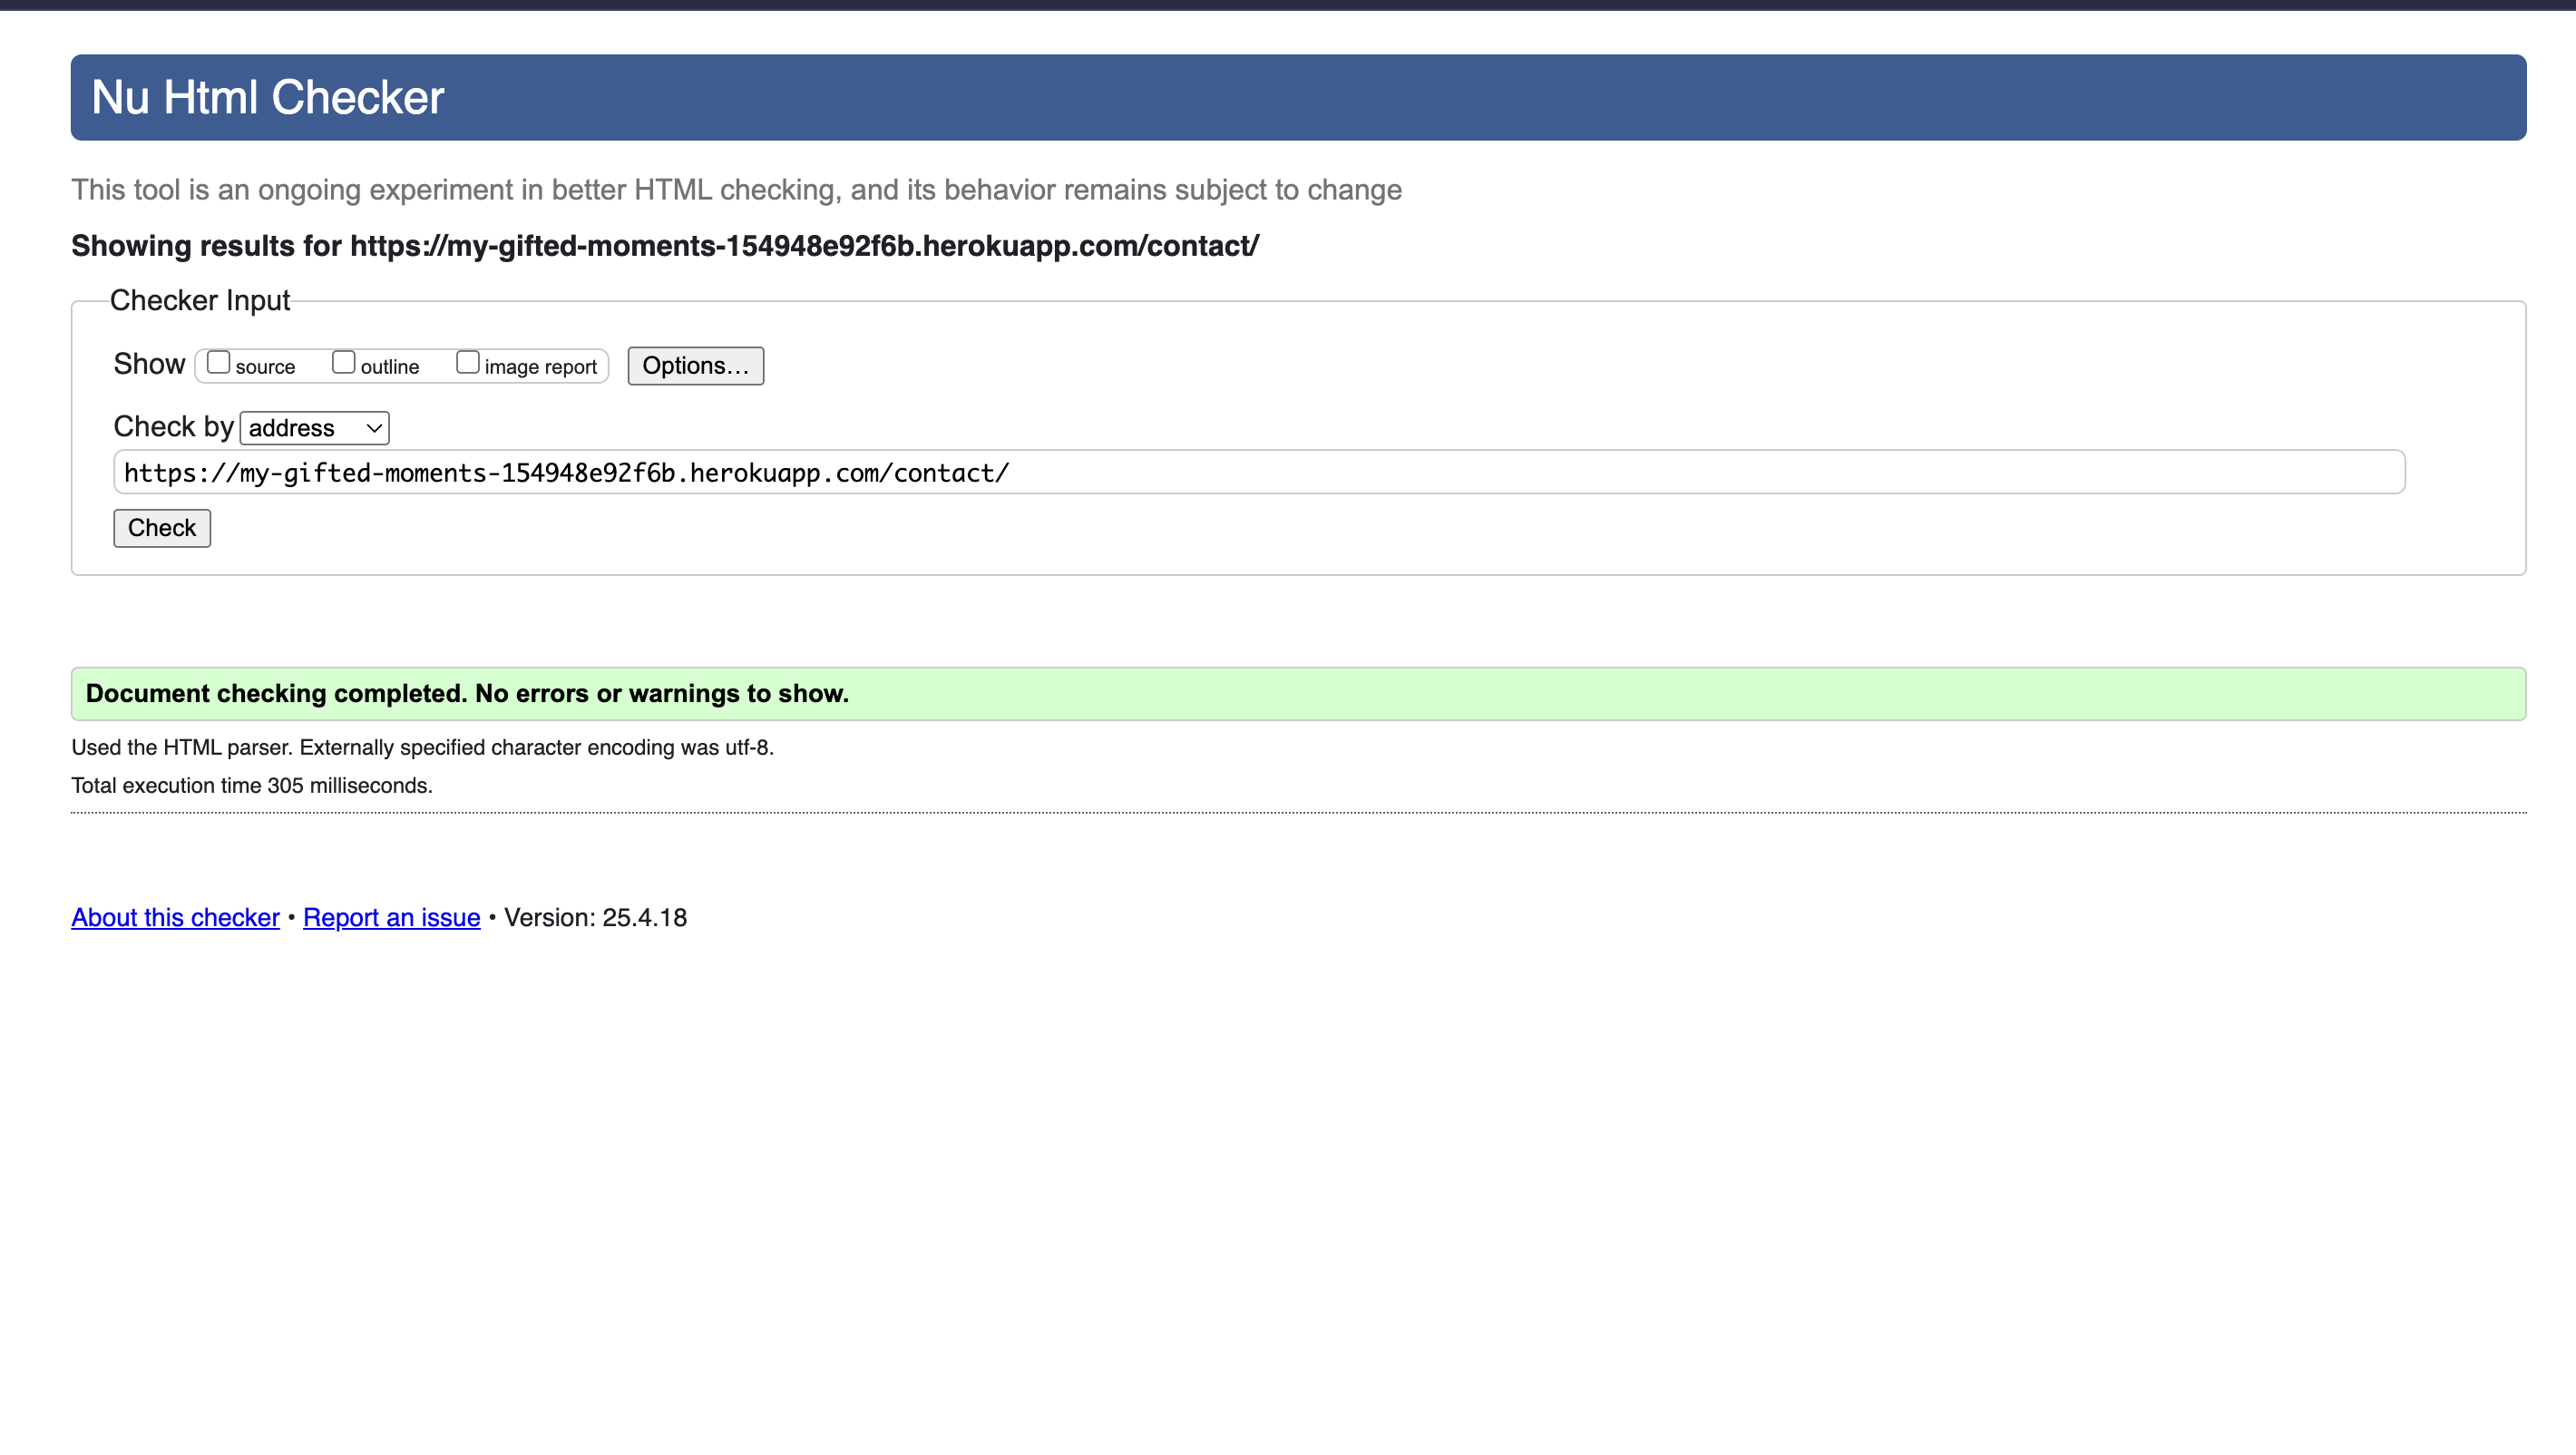 Nu Html Checker
This tool is an ongoing experiment in better HTML checking, and its behavior remains subject to change
Showing results for https://my-gifted-moments-154948e92f6b.herokuapp.com/contact/
Checker Input
Show source outline image report Options…
Check by address
https://my-gifted-moments-154948e92f6b.herokuapp.com/contact/
Check
Document checking completed. No errors or warnings to show.
Used the HTML parser. Externally specified character encoding was utf-8.
Total execution time 305 milliseconds.
About this checker • Report an issue • Version: 25.4.18